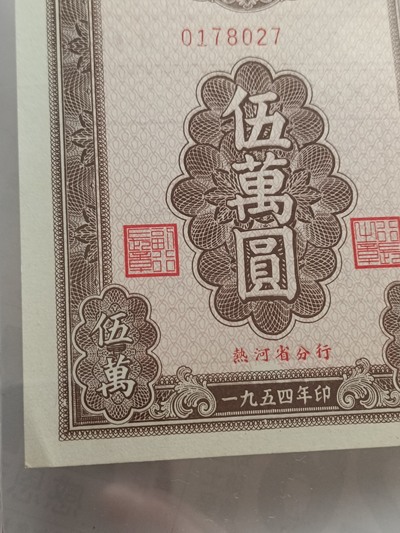 0178027
伍萬圓
伍萬
熱河省分行
一九五四年印